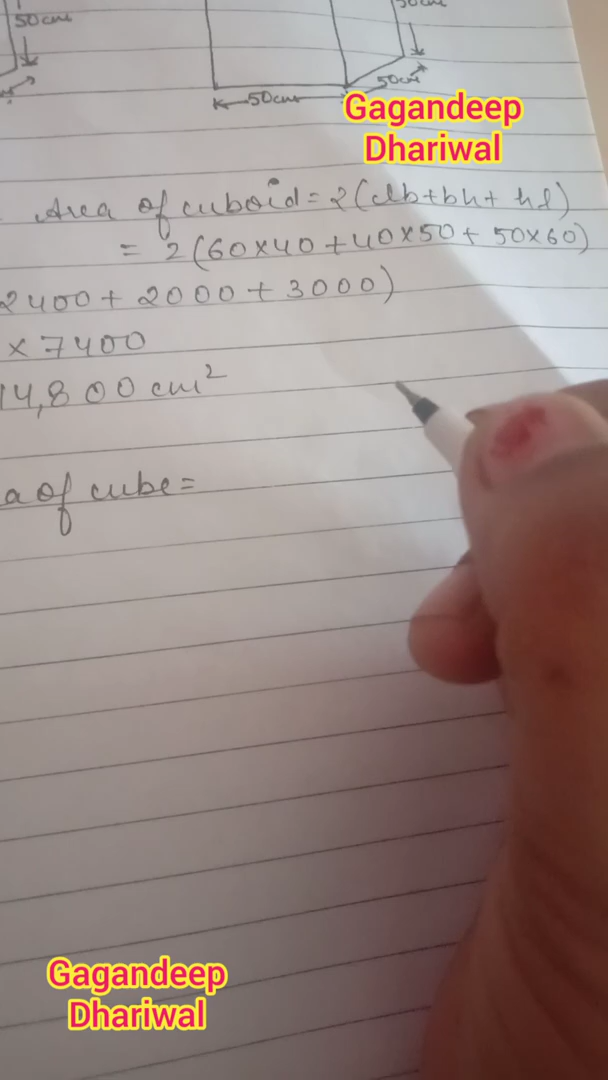 50cm
50cm
50cm
50cm
Gagandeep
Dhariwal
Area of cuboid = 2(lb+bh+hl)
= 2(60×40+40×50+50×60)
2400+2000+3000)
×7400
14,800 cm²
a of cube=
Gagandeep
Dhariwal